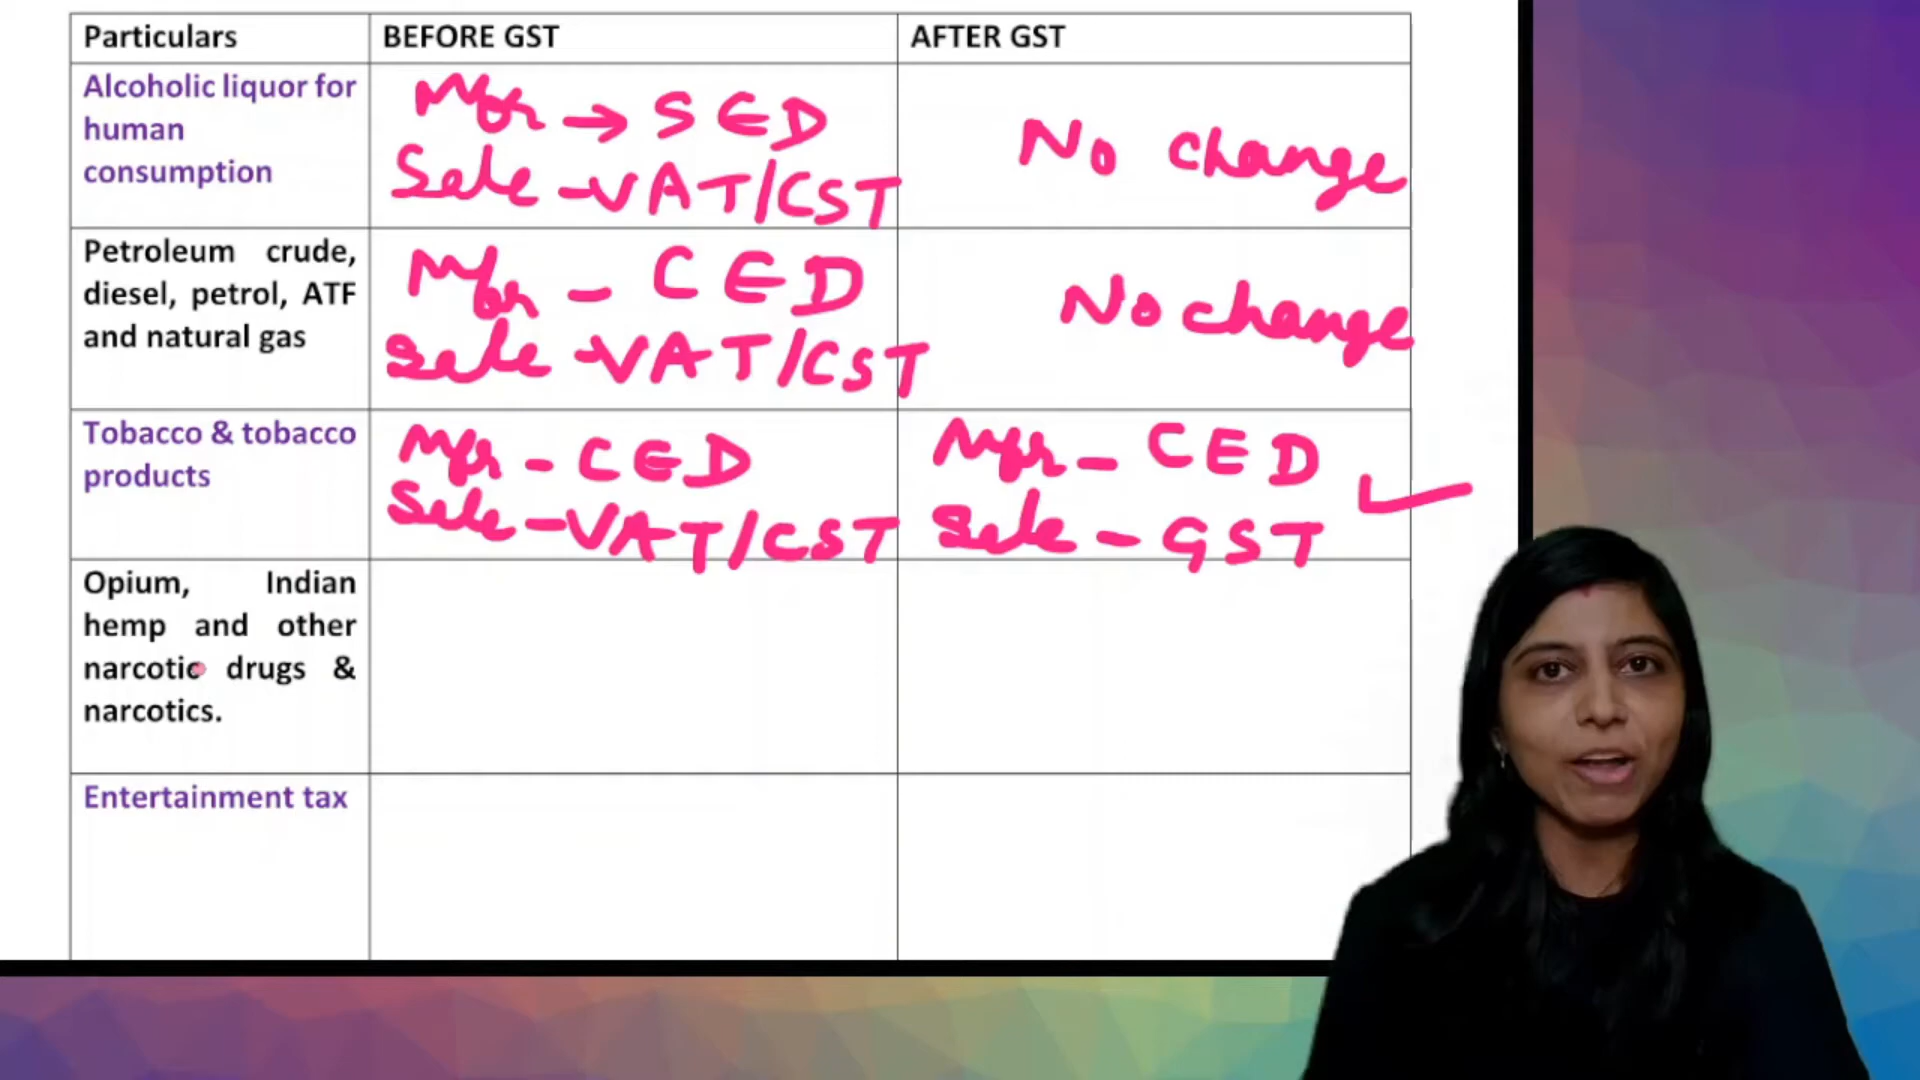 Particulars BEFORE GST AFTER GST
Alcoholic liquor for
human
consumption
Mfr → SED
Sale - VAT/CST
No change
Petroleum crude,
diesel, petrol, ATF
and natural gas
Mfr - CED
Sale - VAT/CST
No change
Tobacco & tobacco
products
Mfr - CED
Sale - VAT/CST
Mfr - CED
Sale - GST
Opium, Indian
hemp and other
narcotic drugs &
narcotics.
Entertainment tax